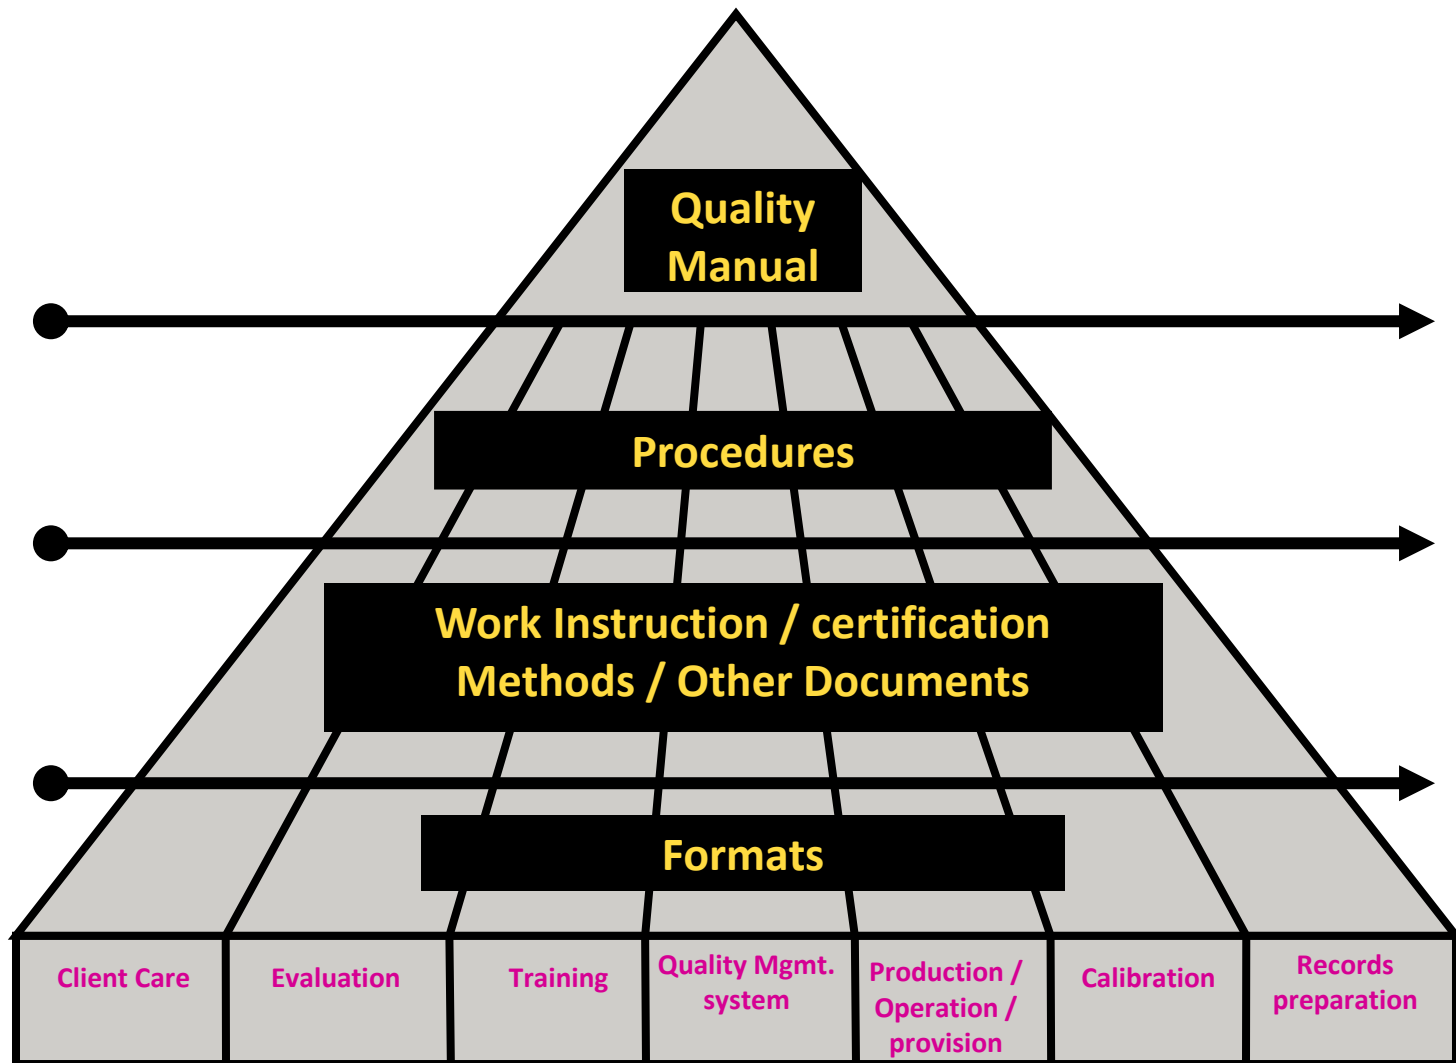 Quality
Manual
Procedures
Work Instruction / certification
Methods / Other Documents
Formats
Client Care
Evaluation
Training
Quality Mgmt.
system
Production /
Operation /
provision
Calibration
Records
preparation